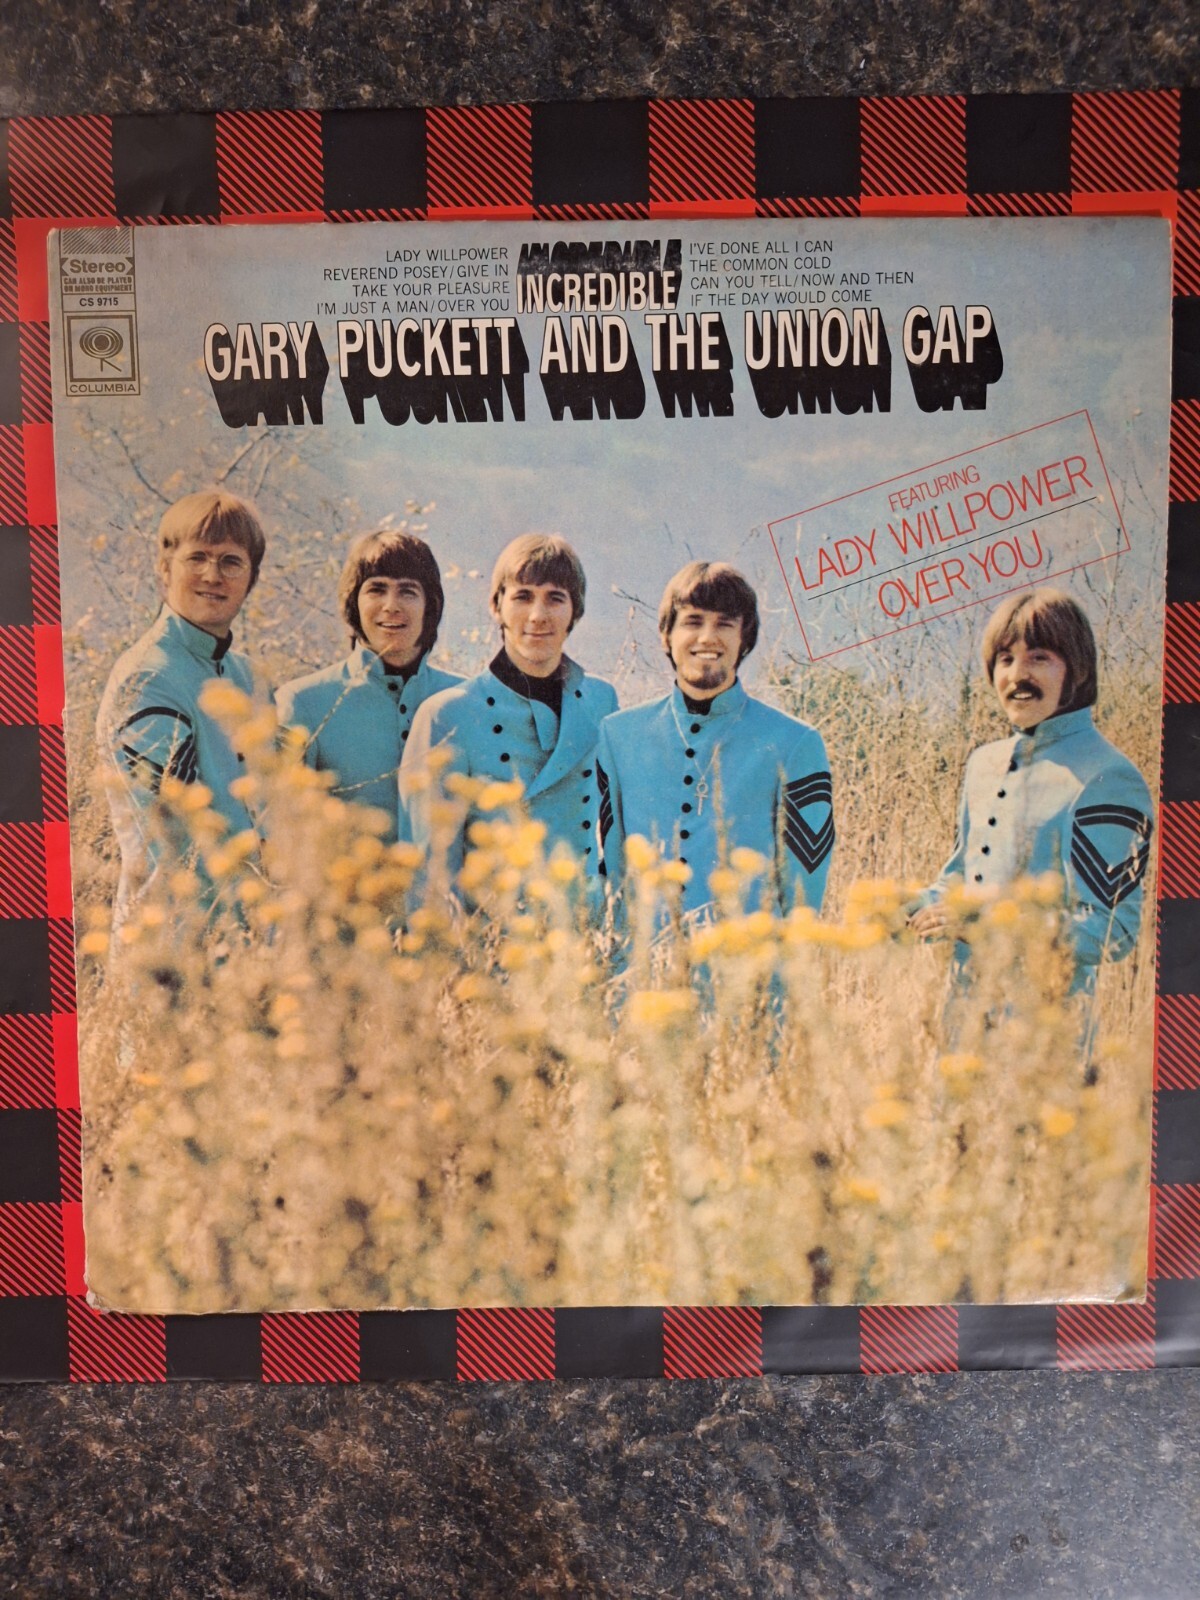 Stereo
CAN ALSO BE PLAYED
ON MONO EQUIPMENT
CS 9715
COLUMBIA
LADY WILLPOWER
REVEREND POSEY/GIVE IN
TAKE YOUR PLEASURE
I'M JUST A MAN/OVER YOU
INCREDIBLE
I'VE DONE ALL I CAN
THE COMMON COLD
CAN YOU TELL/NOW AND THEN
IF THE DAY WOULD COME
GARY PUCKETT AND THE UNION GAP
FEATURING
LADY WILLPOWER
OVER YOU